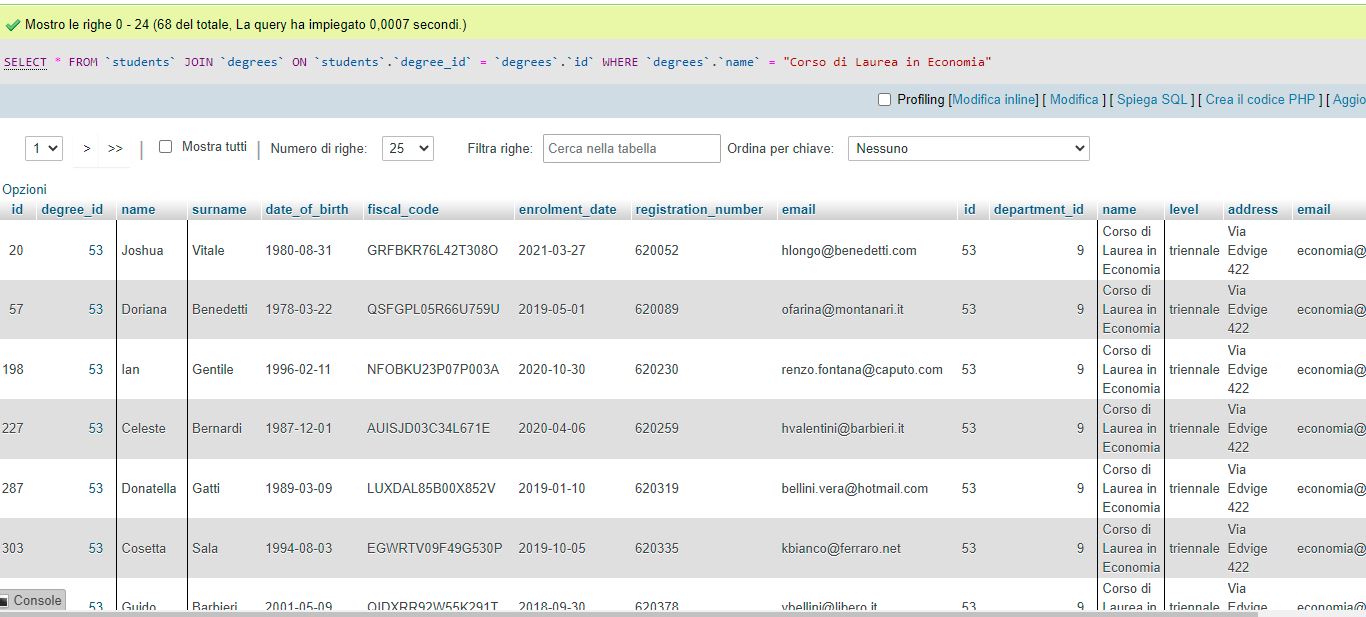 Mostro le righe 0 - 24 (68 del totale, La query ha impiegato 0,0007 secondi.)
SELECT * FROM `students` JOIN `degrees` ON `students`.`degree_id` = `degrees`.`id` WHERE `degrees`.`name` = "Corso di Laurea in Economia"
Profiling [Modifica inline] [ Modifica ] [ Spiega SQL ] [ Crea il codice PHP ] [ Aggio
1 > >> | Mostra tutti | Numero di righe: 25 Filtra righe: Cerca nella tabella Ordina per chiave: Nessuno
Opzioni
id degree_id name surname date_of_birth fiscal_code enrolment_date registration_number email id department_id name level address email
20 53 Joshua Vitale 1980-08-31 GRFBKR76L42T308O 2021-03-27 620052 hlongo@benedetti.com 53 9 Corso di Laurea in Economia triennale Via Edvige 422 economia@
57 53 Doriana Benedetti 1978-03-22 QSFGPL05R66U759U 2019-05-01 620089 ofarina@montanari.it 53 9 Corso di Laurea in Economia triennale Via Edvige 422 economia@
198 53 Ian Gentile 1996-02-11 NFOBKU23P07P003A 2020-10-30 620230 renzo.fontana@caputo.com 53 9 Corso di Laurea in Economia triennale Via Edvige 422 economia@
227 53 Celeste Bernardi 1987-12-01 AUISJD03C34L671E 2020-04-06 620259 hvalentini@barbieri.it 53 9 Corso di Laurea in Economia triennale Via Edvige 422 economia@
287 53 Donatella Gatti 1989-03-09 LUXDAL85B00X852V 2019-01-10 620319 bellini.vera@hotmail.com 53 9 Corso di Laurea in Economia triennale Via Edvige 422 economia@
303 53 Cosetta Sala 1994-08-03 EGWRTV09F49G530P 2019-10-05 620335 kbianco@ferraro.net 53 9 Corso di Laurea in Economia triennale Via Edvige 422 economia@
Console 53 Guido Barbieri 2001-05-09 OIDXRR92W55K291T 2018-09-30 620378 vbellini@libero.it 53 9 Corso di Laurea in triennale Via Edvige economia@